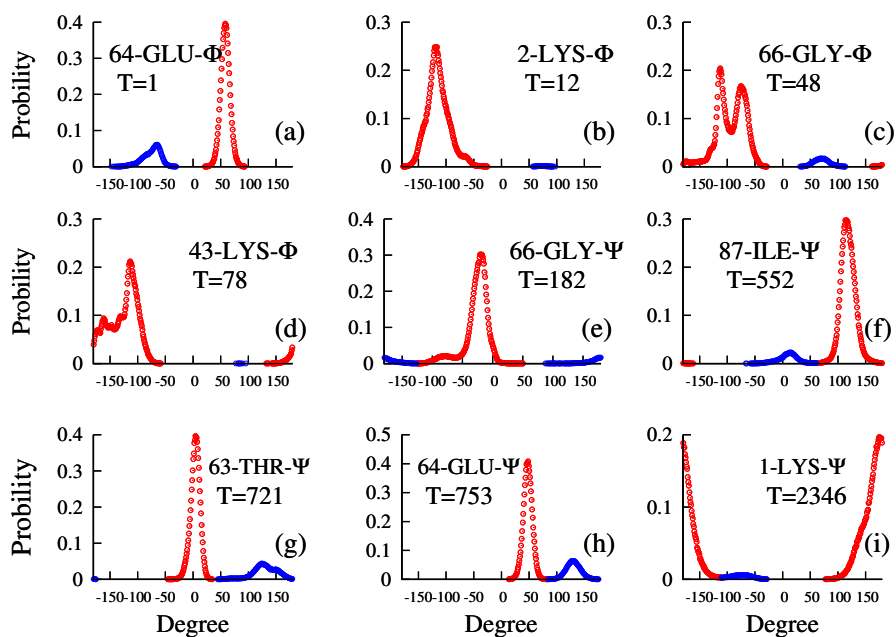 0.4
0.3
0.2
0.1
0
Probility
64-GLU-Φ
T=1
(a)
-150 -100 -50 0 50 100 150
0.3
0.2
0.1
0
2-LYS-Φ
T=12
(b)
-150 -100 -50 0 50 100 150
0.3
0.2
0.1
0
66-GLY-Φ
T=48
(c)
-150 -100 -50 0 50 100 150
0.3
0.2
0.1
0
Probility
43-LYS-Φ
T=78
(d)
-150 -100 -50 0 50 100 150
0.4
0.3
0.2
0.1
0
66-GLY-Ψ
T=182
(e)
-150 -100 -50 0 50 100 150
0.3
0.2
0.1
0
87-ILE-Ψ
T=552
(f)
-150 -100 -50 0 50 100 150
0.4
0.3
0.2
0.1
0
Probility
63-THR-Ψ
T=721
(g)
-150 -100 -50 0 50 100 150
Degree
0.5
0.4
0.3
0.2
0.1
0
64-GLU-Ψ
T=753
(h)
-150 -100 -50 0 50 100 150
Degree
0.2
0.1
0
1-LYS-Ψ
T=2346
(i)
-150 -100 -50 0 50 100 150
Degree